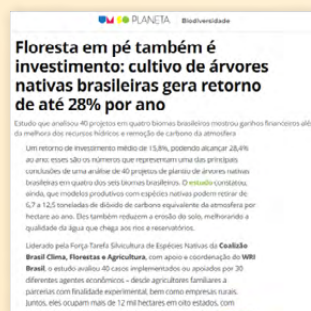 UM SÓ PLANETA Biodiversidade
Floresta em pé também é
investimento: cultivo de árvores
nativas brasileiras gera retorno
de até 28% por ano
Estudo que analisou 40 projetos em quatro biomas brasileiros mostrou ganhos financeiros alé
da melhora dos recursos hídricos e remoção de carbono da atmosfera
Um retorno de investimento médio de 15,8%, podendo alcançar 28,4%
ao ano: esses são os números que representam uma das principais
conclusões de uma análise de 40 projetos de plantio de árvores nativas
brasileiras em quatro dos seis biomas brasileiros. O estudo constatou,
ainda, que modelos produtivos com espécies nativas podem retirar de
6,7 a 12,5 toneladas de dióxido de carbono equivalente da atmosfera por
hectare ao ano. Eles também reduzem a erosão do solo, melhorando a
qualidade da água que chega aos rios e reservatórios.
Liderado pela Força-Tarefa Silvicultura de Espécies Nativas da Coalizão
Brasil Clima, Florestas e Agricultura, com apoio e coordenação do WRI
Brasil, o estudo avaliou 40 casos implementados ou apoiados por 30
diferentes agentes econômicos – desde agricultores familiares a
parcerias com finalidade experimental, bem como empresas rurais.
Juntos, eles ocupam mais de 12 mil hectares em oito estados, com